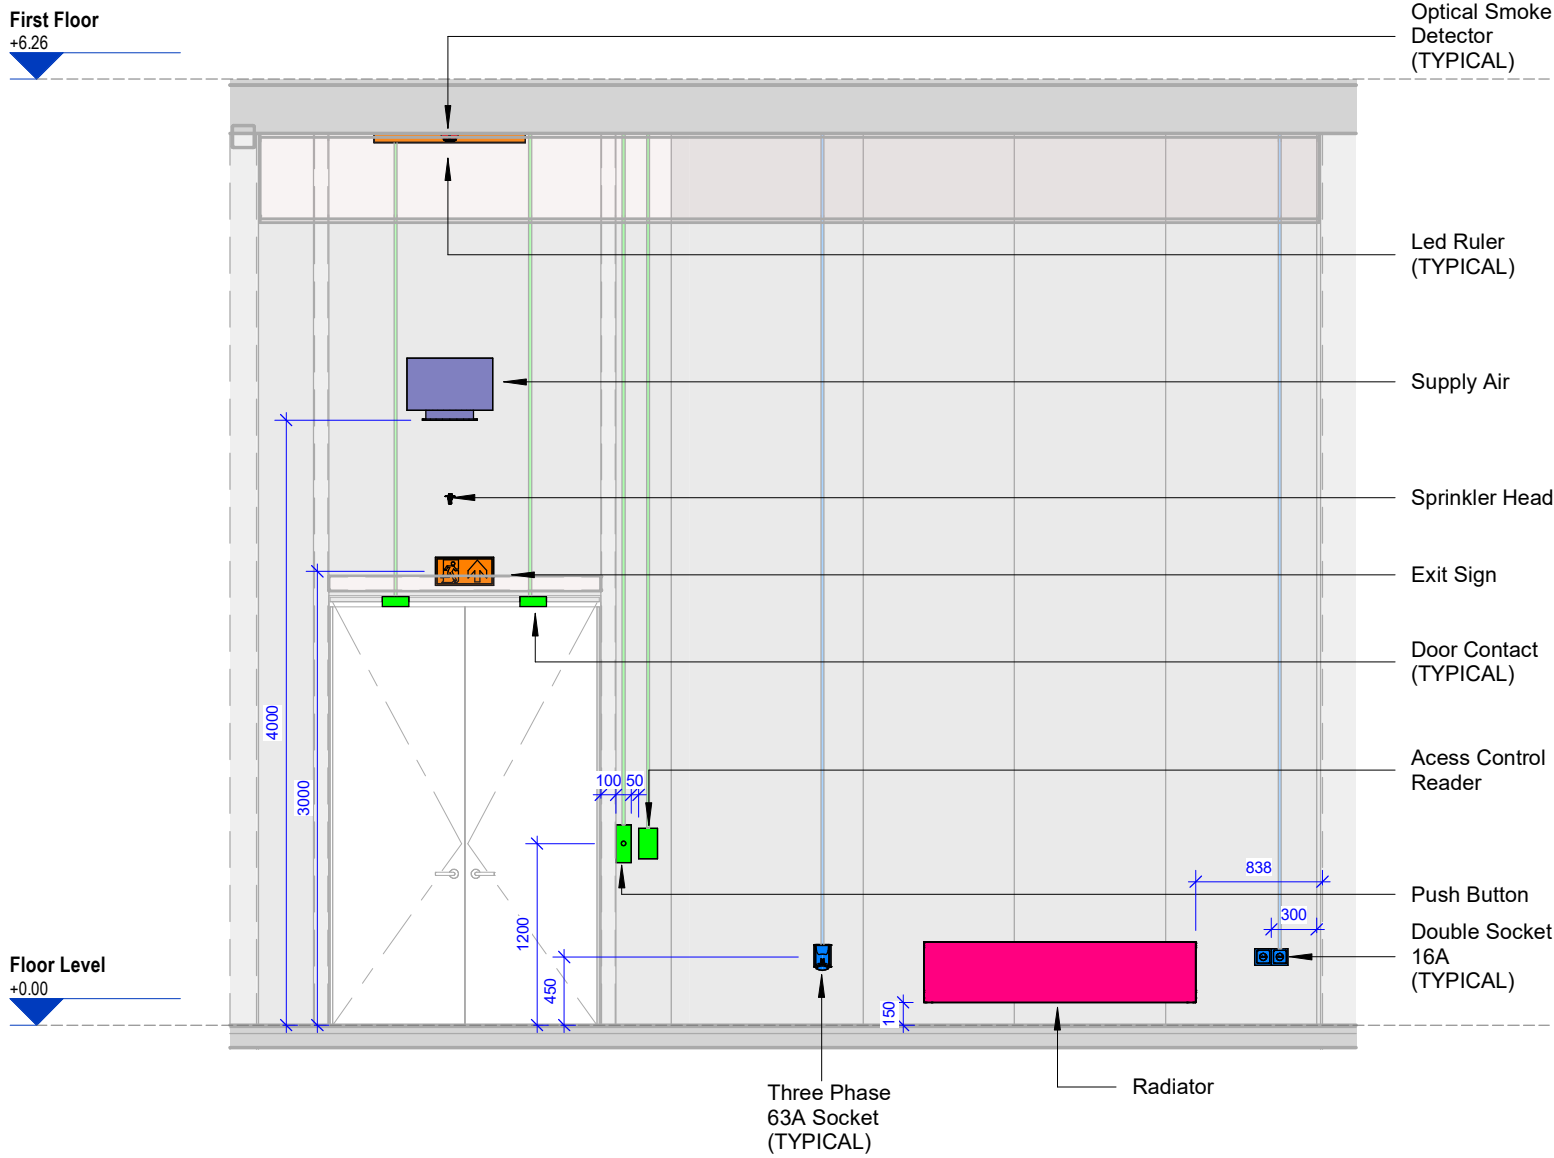 First Floor
+6.26
Optical Smoke
Detector
(TYPICAL)
Led Ruler
(TYPICAL)
Supply Air
Sprinkler Head
Exit Sign
Door Contact
(TYPICAL)
4000
3000
100
50
Acess Control
Reader
838
Push Button
300
1200
Double Socket
16A
(TYPICAL)
Floor Level
+0.00
450
150
Three Phase
63A Socket
(TYPICAL)
Radiator